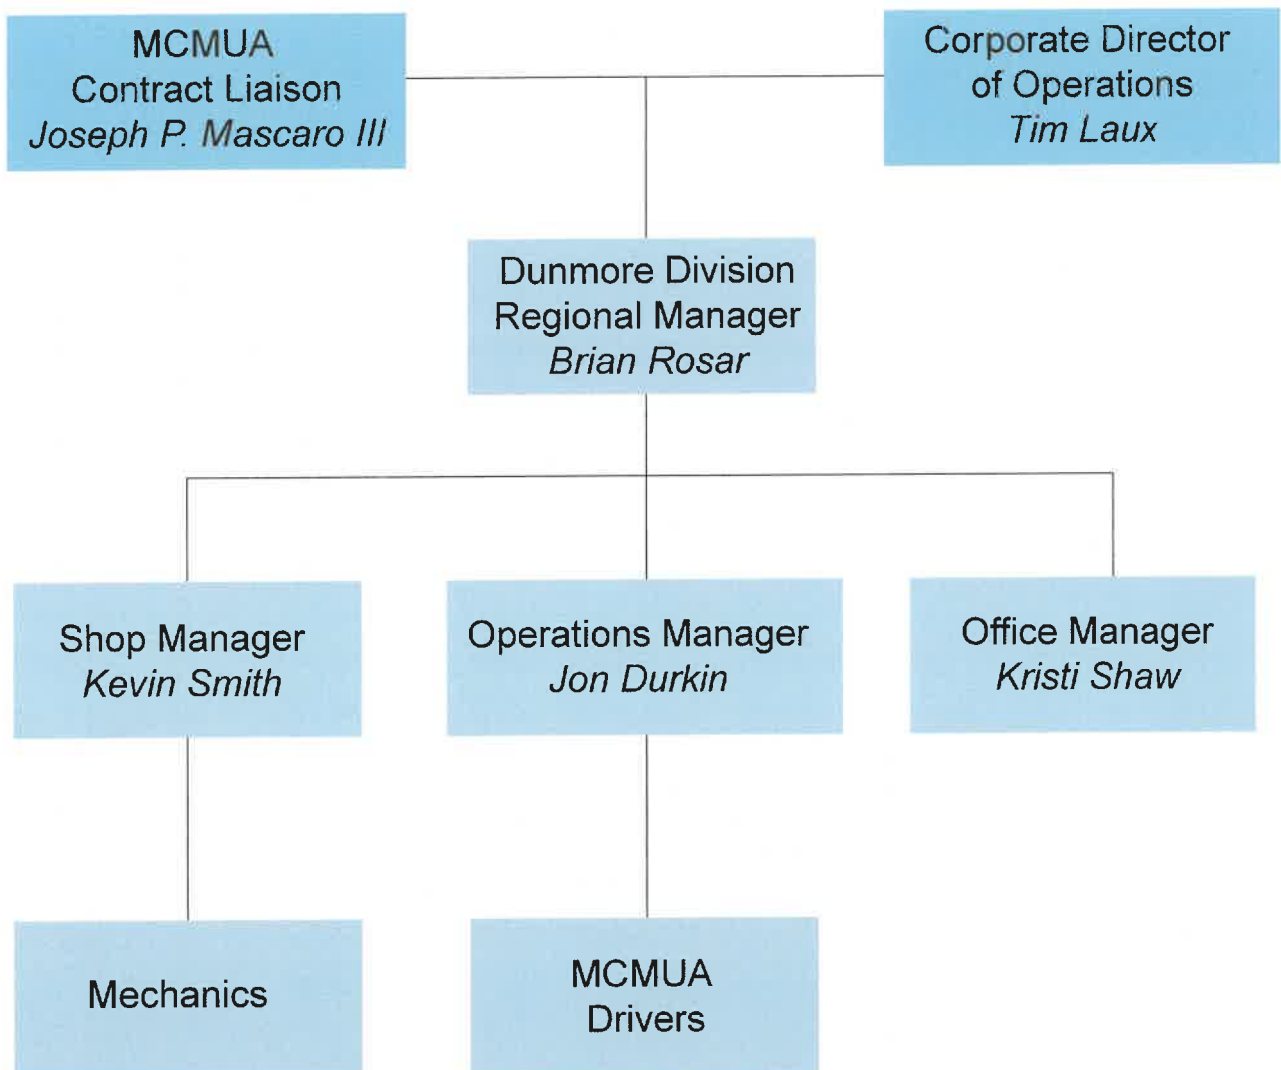 MCMUA
Contract Liaison
Joseph P. Mascaro III
Corporate Director
of Operations
Tim Laux
Dunmore Division
Regional Manager
Brian Rosar
Shop Manager
Kevin Smith
Operations Manager
Jon Durkin
Office Manager
Kristi Shaw
Mechanics
MCMUA
Drivers